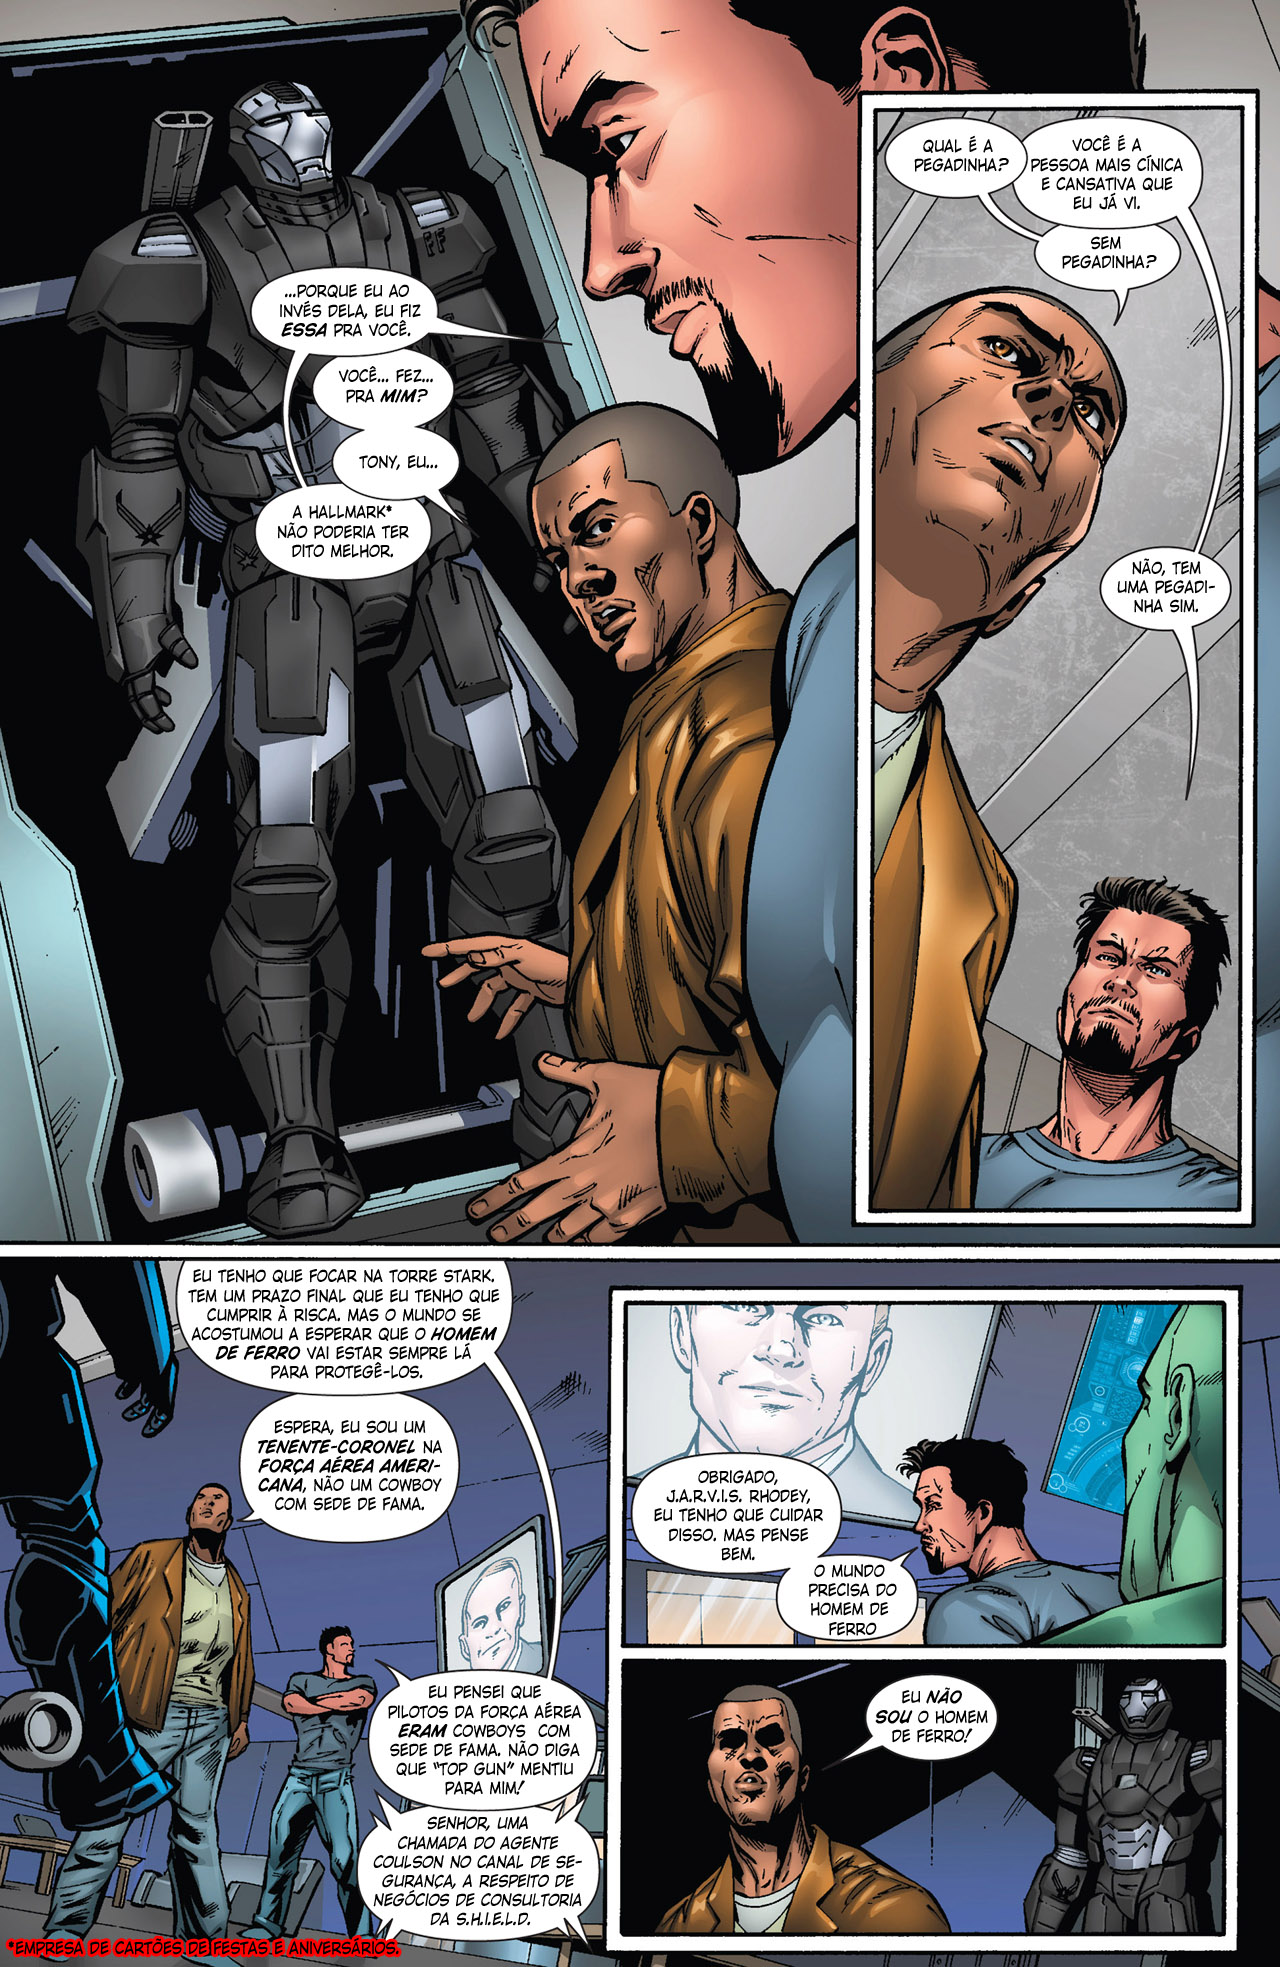 ...PORQUE EU AO
INVÉS DELA, EU FIZ
ESSA PRA VOCÊ.
VOCÊ... FEZ...
PRA MIM?
TONY, EU...
A HALLMARK*
NÃO PODERIA TER
DITO MELHOR.
QUAL É A
PEGADINHA?
VOCÊ É A
PESSOA MAIS CÍNICA
E CANSATIVA QUE
EU JÁ VI.
SEM
PEGADINHA?
NÃO, TEM
UMA PEGADI-
NHA SIM.
EU TENHO QUE FOCAR NA TORRE STARK.
TEM UM PRAZO FINAL QUE EU TENHO QUE
CUMPRIR À RISCA. MAS O MUNDO SE
ACOSTUMOU A ESPERAR QUE O HOMEM
DE FERRO VAI ESTAR SEMPRE LÁ
PARA PROTEGÊ-LOS.
ESPERA, EU SOU UM
TENENTE-CORONEL NA
FORÇA AÉREA AMERI-
CANA, NÃO UM COWBOY
COM SEDE DE FAMA.
EU PENSEI QUE
PILOTOS DA FORÇA AÉREA
ERAM COWBOYS COM
SEDE DE FAMA. NÃO DIGA
QUE "TOP GUN" MENTIU
PARA MIM!
SENHOR, UMA
CHAMADA DO AGENTE
COULSON NO CANAL DE SE-
GURANÇA, A RESPEITO DE
NEGÓCIOS DE CONSULTORIA
DA S.H.I.E.L.D.
OBRIGADO,
J.A.R.V.I.S. RHODEY,
EU TENHO QUE CUIDAR
DISSO. MAS PENSE
BEM.
O MUNDO
PRECISA DO
HOMEM DE
FERRO
EU NÃO
SOU O HOMEM
DE FERRO!
*EMPRESA DE CARTÕES DE FESTAS E ANIVERSÁRIOS.